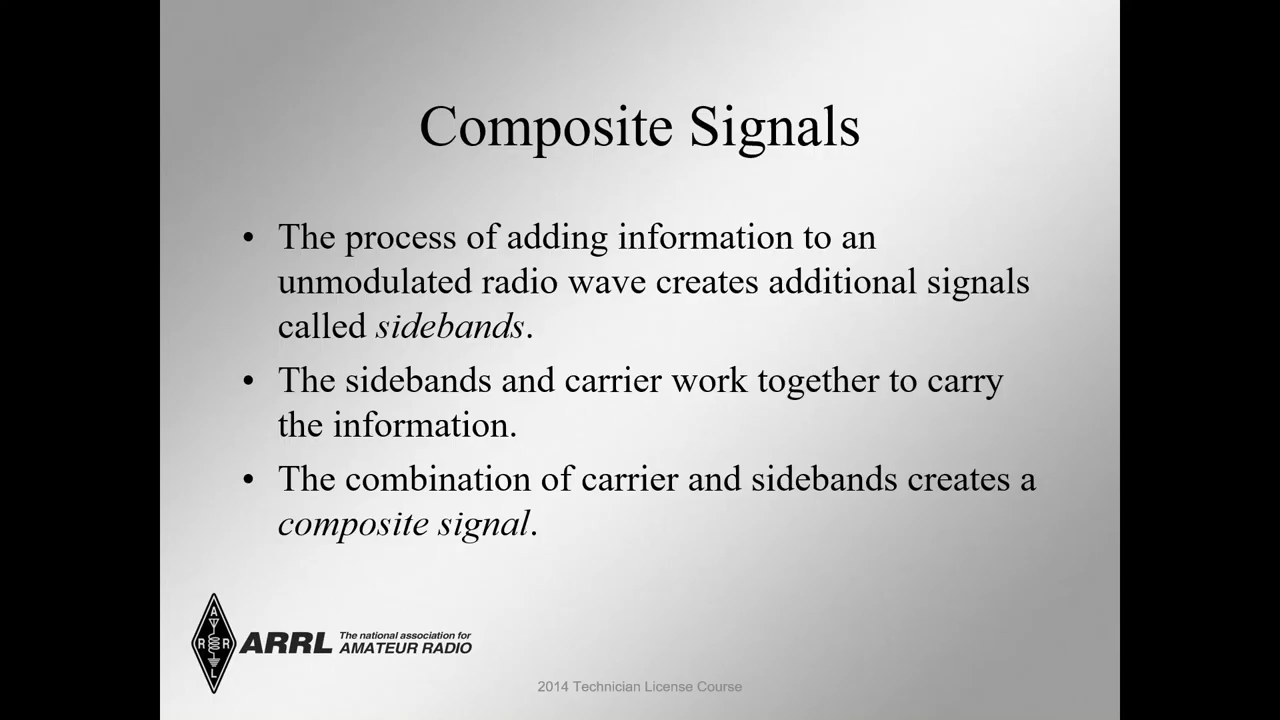 Composite Signals
• The process of adding information to an
unmodulated radio wave creates additional signals
called sidebands.
• The sidebands and carrier work together to carry
the information.
• The combination of carrier and sidebands creates a
composite signal.
A
R R
L
ARRL The national association for
AMATEUR RADIO
2014 Technician License Course